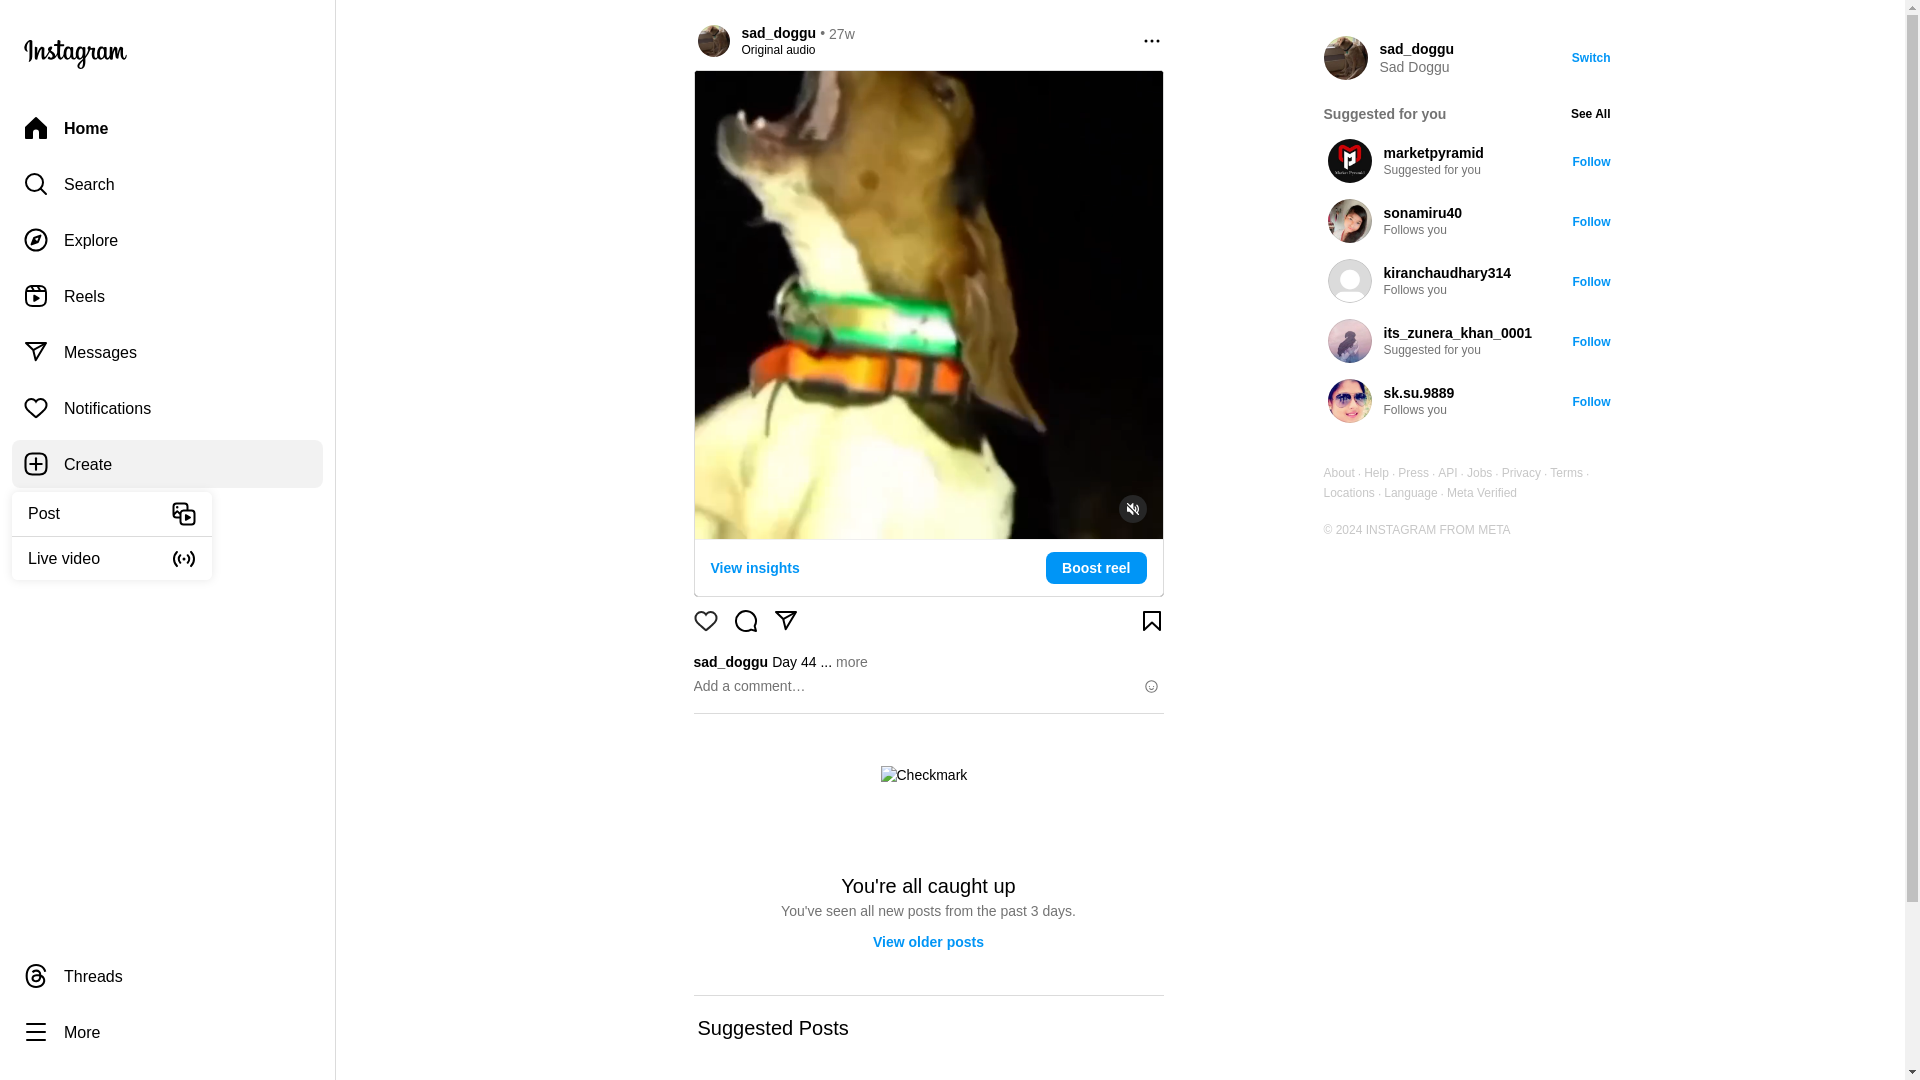 Instagram
Home
Search
Explore
Reels
Messages
Notifications
Create
Post
Live video
Threads
More
sad_doggu • 27w
Original audio
View insights
Boost reel
sad_doggu Day 44 ... more
Add a comment…
Checkmark
You're all caught up
You've seen all new posts from the past 3 days.
View older posts
Suggested Posts
sad_doggu
Sad Doggu
Switch
Suggested for you
See All
marketpyramid
Suggested for you
Follow
sonamiru40
Follows you
Follow
kiranchaudhary314
Follows you
Follow
its_zunera_khan_0001
Suggested for you
Follow
sk.su.9889
Follows you
Follow
About · Help · Press · API · Jobs · Privacy · Terms ·
Locations · Language · Meta Verified
© 2024 INSTAGRAM FROM META